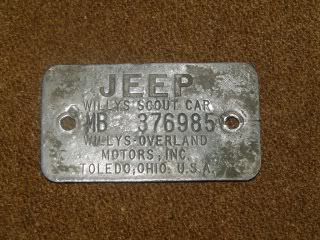 JEEP
WILLYS SCOUT CAR
MB 376985
WILLYS-OVERLAND
MOTORS, INC.
TOLEDO, OHIO, U.S.A.